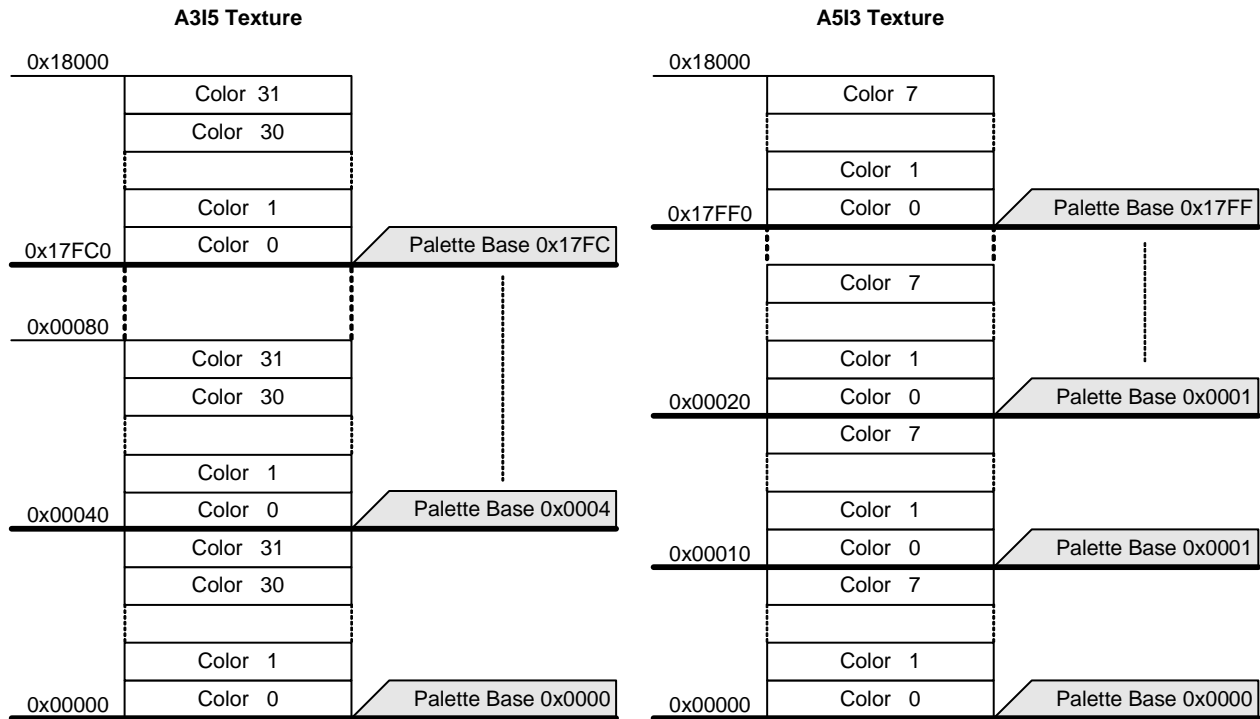 A3I5 Texture
0x18000
Color 31
Color 30
Color 1
Color 0
0x17FC0
Palette Base 0x17FC
0x00080
Color 31
Color 30
Color 1
Color 0
0x00040
Palette Base 0x0004
Color 31
Color 30
Color 1
Color 0
0x00000
Palette Base 0x0000
A5I3 Texture
0x18000
Color 7
Color 1
Color 0
0x17FF0
Palette Base 0x17FF
Color 7
Color 1
Color 0
0x00020
Palette Base 0x0001
Color 7
Color 1
Color 0
0x00010
Palette Base 0x0001
Color 7
Color 1
Color 0
0x00000
Palette Base 0x0000